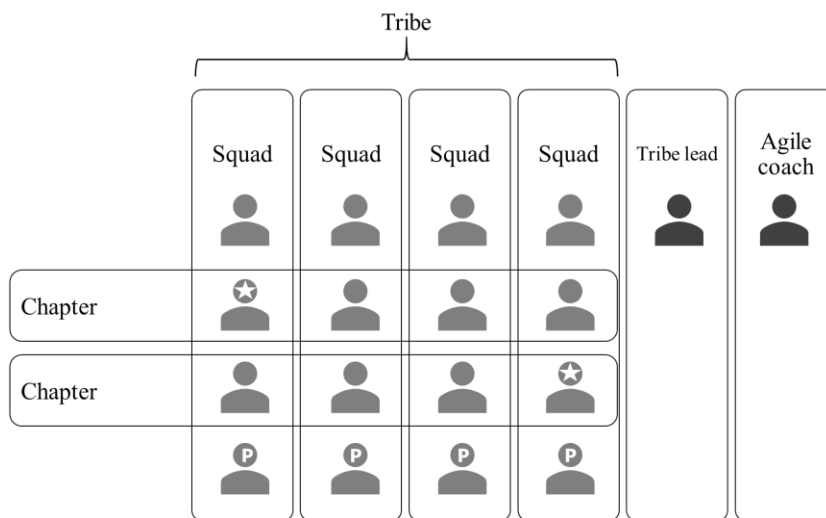 Tribe
Squad
Squad
Squad
Squad
Tribe lead
Agile
coach
Chapter
Chapter
P
P
P
P